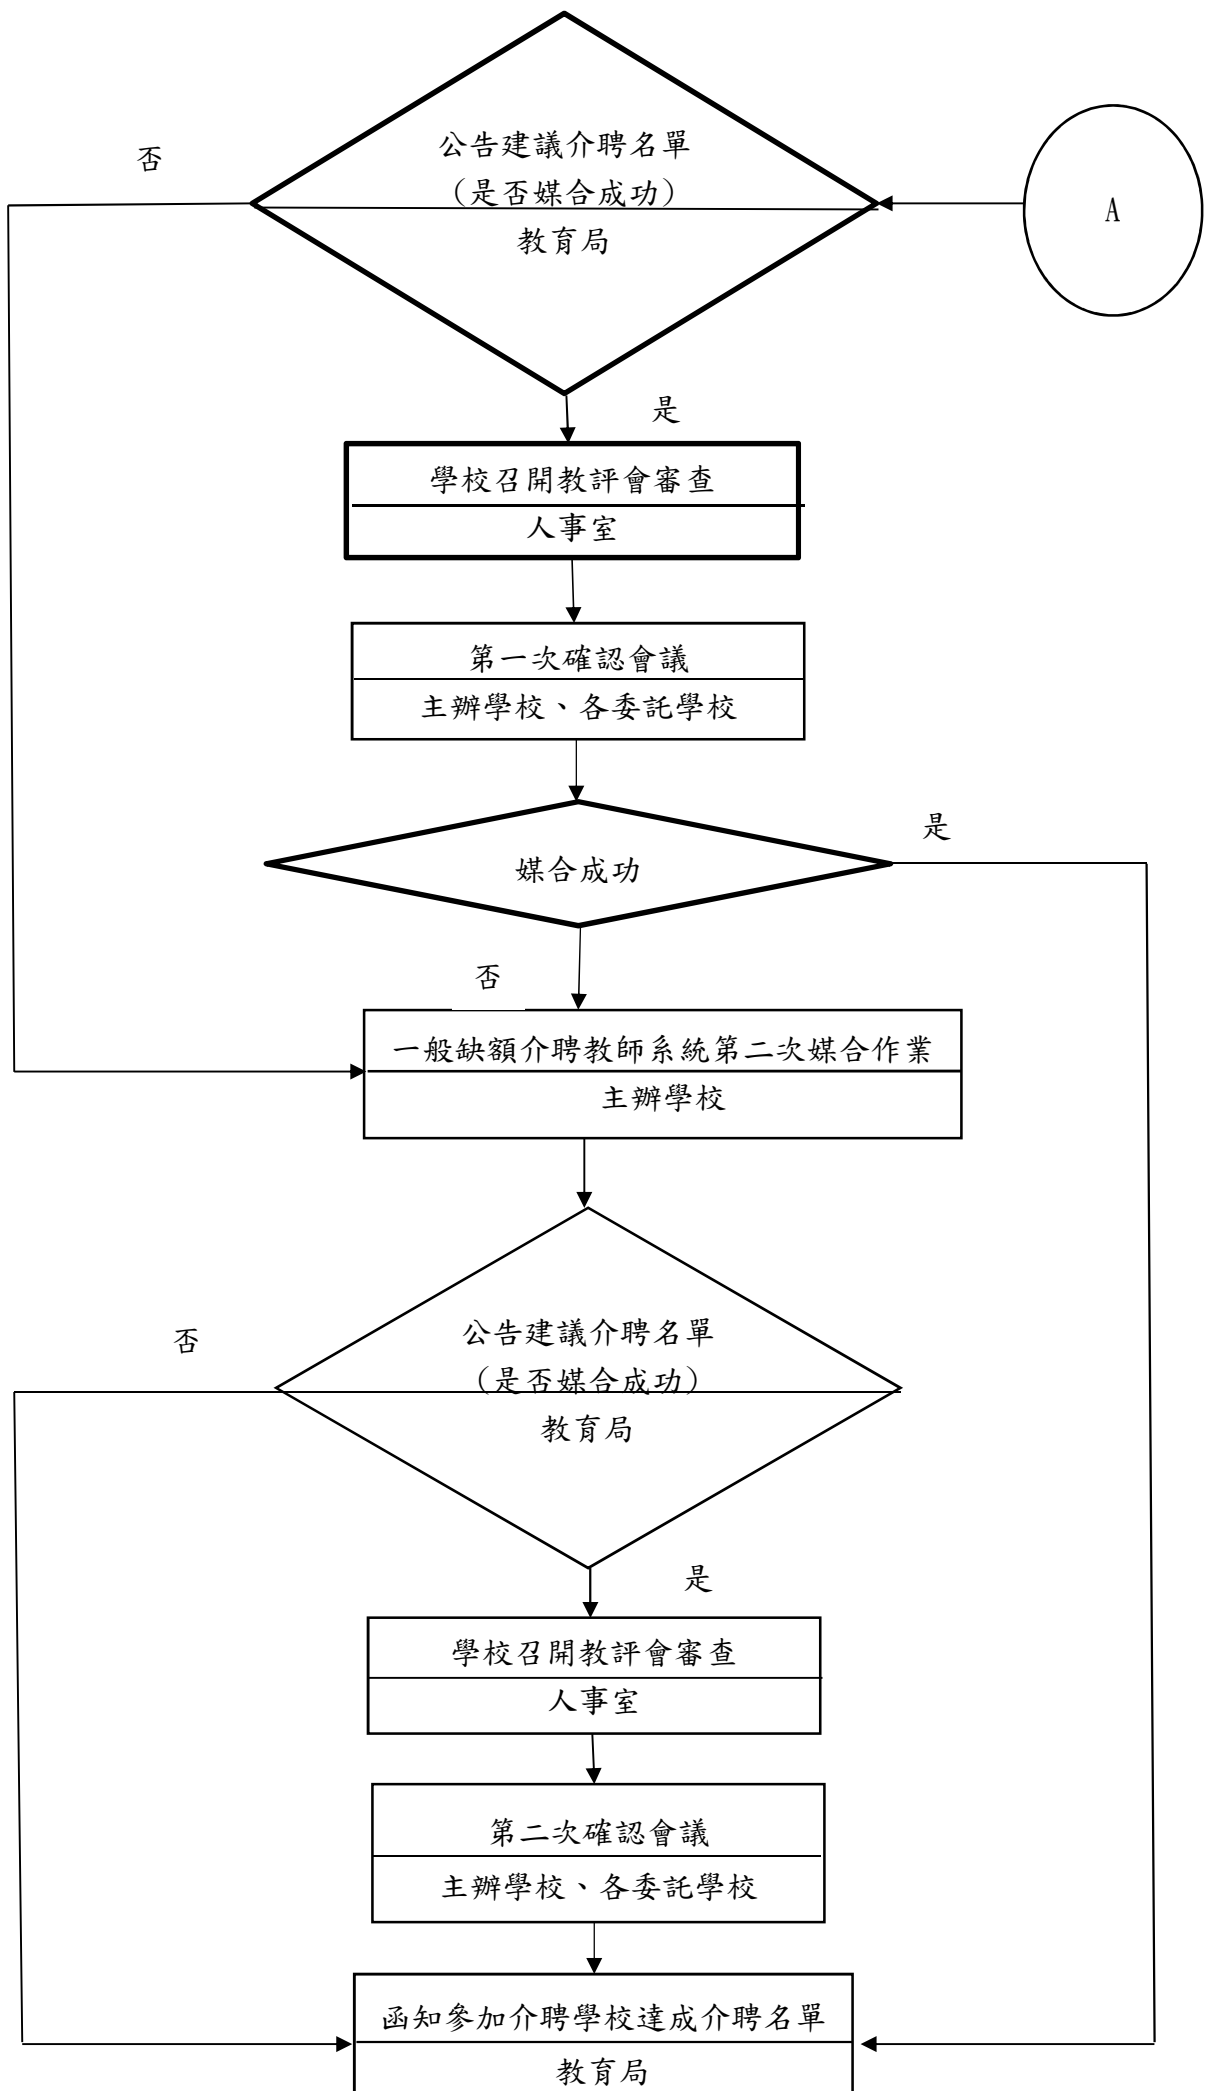 公告建議介聘名單
否
(是否媒合成功)
A
教育局
是
學校召開教評會審查
人事室
第一次確認會議
主辦學校、各委託學校
是
媒合成功
否
一般缺額介聘教師系統第二次媒合作業
主辦學校
公告建議介聘名單
否
(是否媒合成功)
教育局
是
學校召開教評會審查
人事室
第二次確認會議
主辦學校、各委託學校
函知參加介聘學校達成介聘名單
教育局